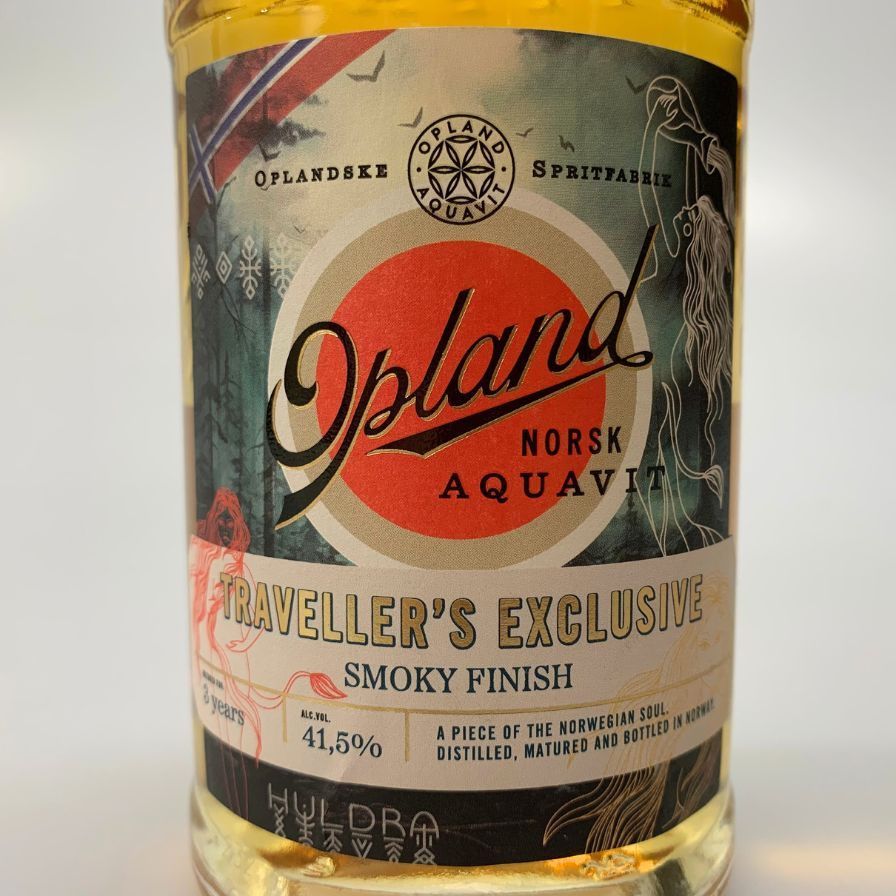 OPLANDSKE
OPLAND
AQUAVIT
SPRITFABRIK
Opland
NORSK
AQUAVIT
TRAVELLER'S EXCLUSIVE
SMOKY FINISH
3 years
ALC.VOL.
41,5%
A PIECE OF THE NORWEGIAN SOUL.
DISTILLED, MATURED AND BOTTLED IN NORWAY.
HULDRA